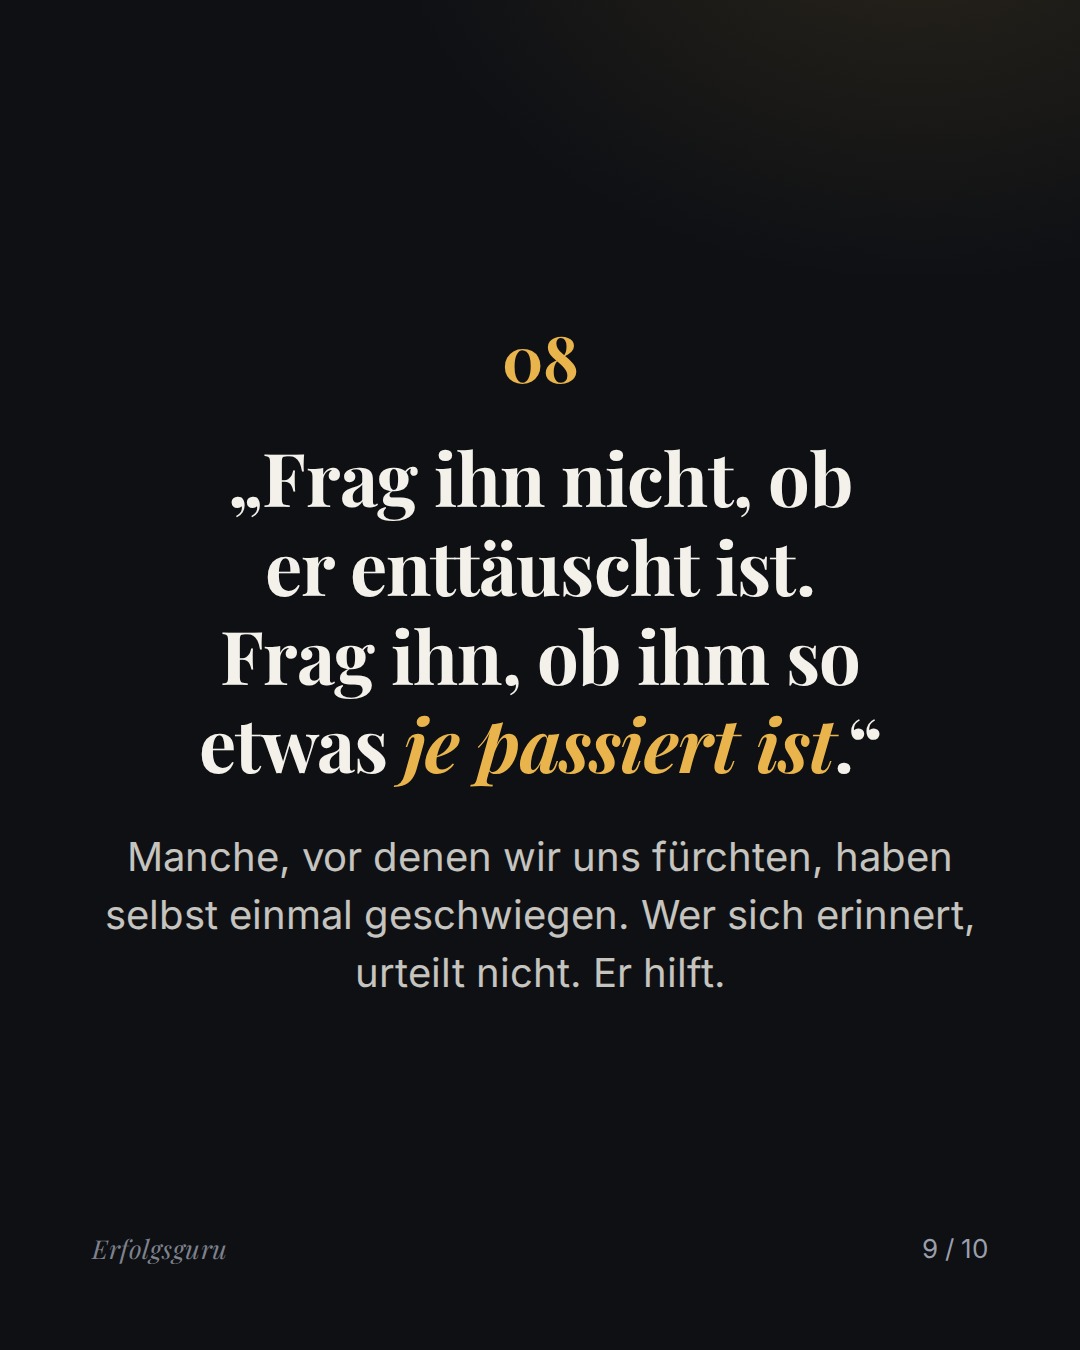 08
„Frag ihn nicht, ob
er enttäuscht ist.
Frag ihn, ob ihm so
etwas je passiert ist.“
Manche, vor denen wir uns fürchten, haben
selbst einmal geschwiegen. Wer sich erinnert,
urteilt nicht. Er hilft.
Erfolgsguru
9 / 10